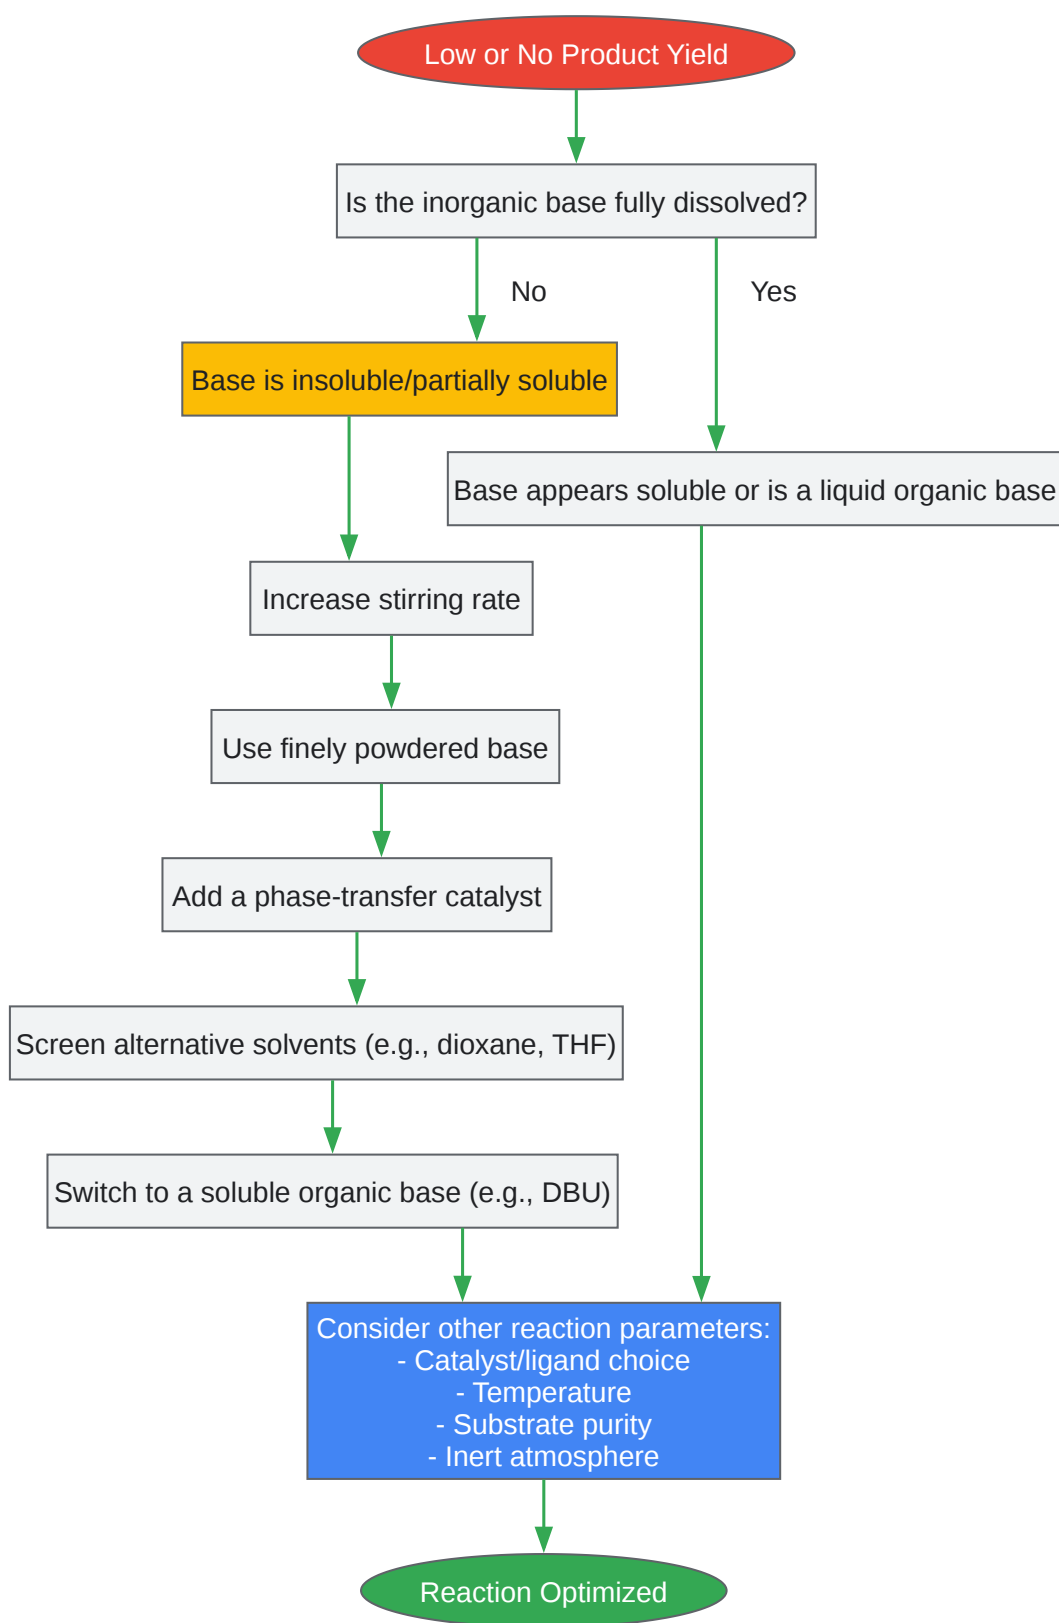 Low or No Product Yield
Is the inorganic base fully dissolved?
No
Yes
Base is insoluble/partially soluble
Base appears soluble or is a liquid organic base
Increase stirring rate
Use finely powdered base
Add a phase-transfer catalyst
Screen alternative solvents (e.g., dioxane, THF)
Switch to a soluble organic base (e.g., DBU)
Consider other reaction parameters:
- Catalyst/ligand choice
- Temperature
- Substrate purity
- Inert atmosphere
Reaction Optimized